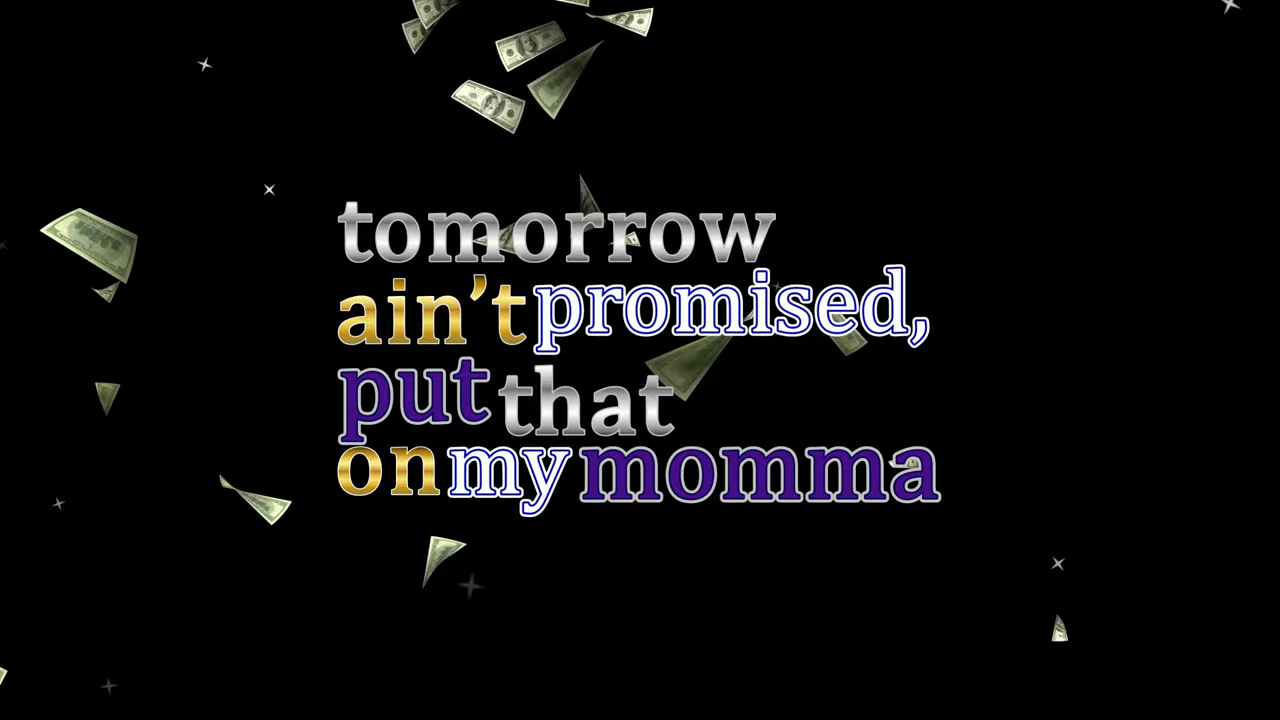 tomorrow
ain’t promised,
put that
on my momma